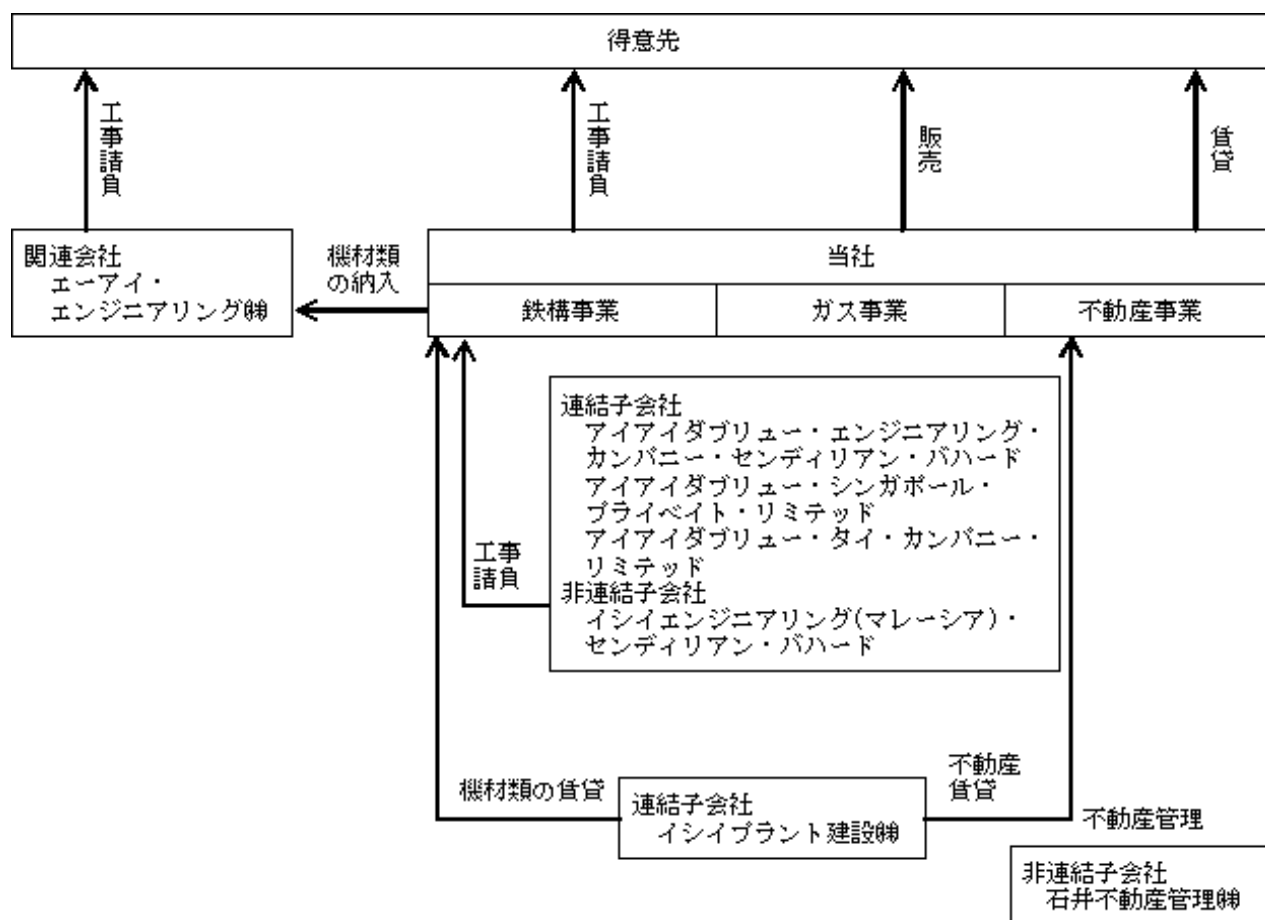 得意先
工事請負
工事請負
販売
賃貸
関連会社
エーアイ・
エンジニアリング㈱
機材類
の納入
当社
鉄構事業
ガス事業
不動産事業
連結子会社
アイアイダブリュー・エンジニアリング・
カンパニー・センディリアン・バハード
アイアイダブリュー・シンガポール・
プライベイト・リミテッド
アイアイダブリュー・タイ・カンパニー・
リミテッド
非連結子会社
イシイエンジニアリング(マレーシア)・
センディリアン・バハード
工事
請負
機材類の賃貸
連結子会社
イシイプラント建設㈱
不動産
賃貸
不動産管理
非連結子会社
石井不動産管理㈱